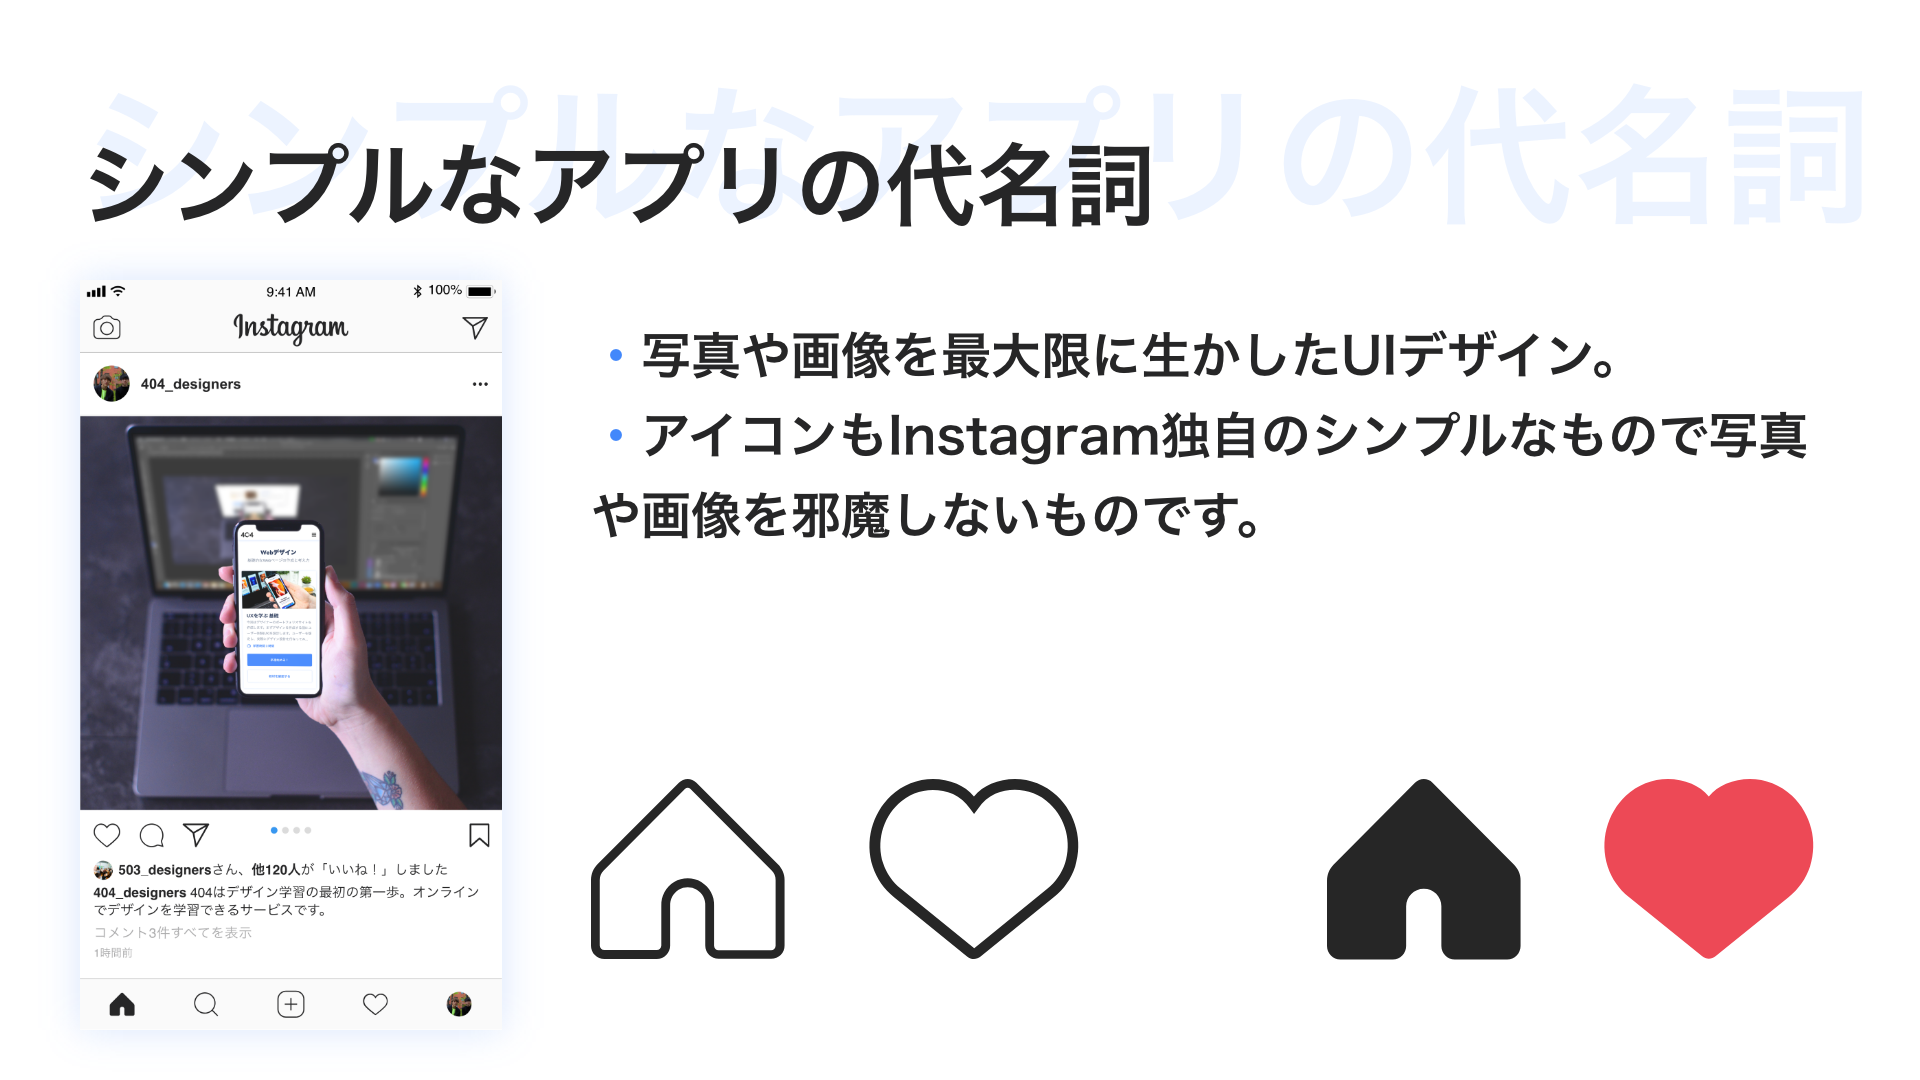 シンプルなアプリの代名詞
シンプルなアプリの代名詞
9:41 AM
100%
Instagram
404_designers
404
Webデザイン
UXを学ぶ 基礎
503_designersさん、他120人が「いいね！」しました
404_designers 404はデザイン学習の最初の第一歩。オンライン
でデザインを学習できるサービスです。
コメント3件すべてを表示
1時間前
・写真や画像を最大限に生かしたUIデザイン。
・アイコンもInstagram独自のシンプルなもので写真
や画像を邪魔しないものです。